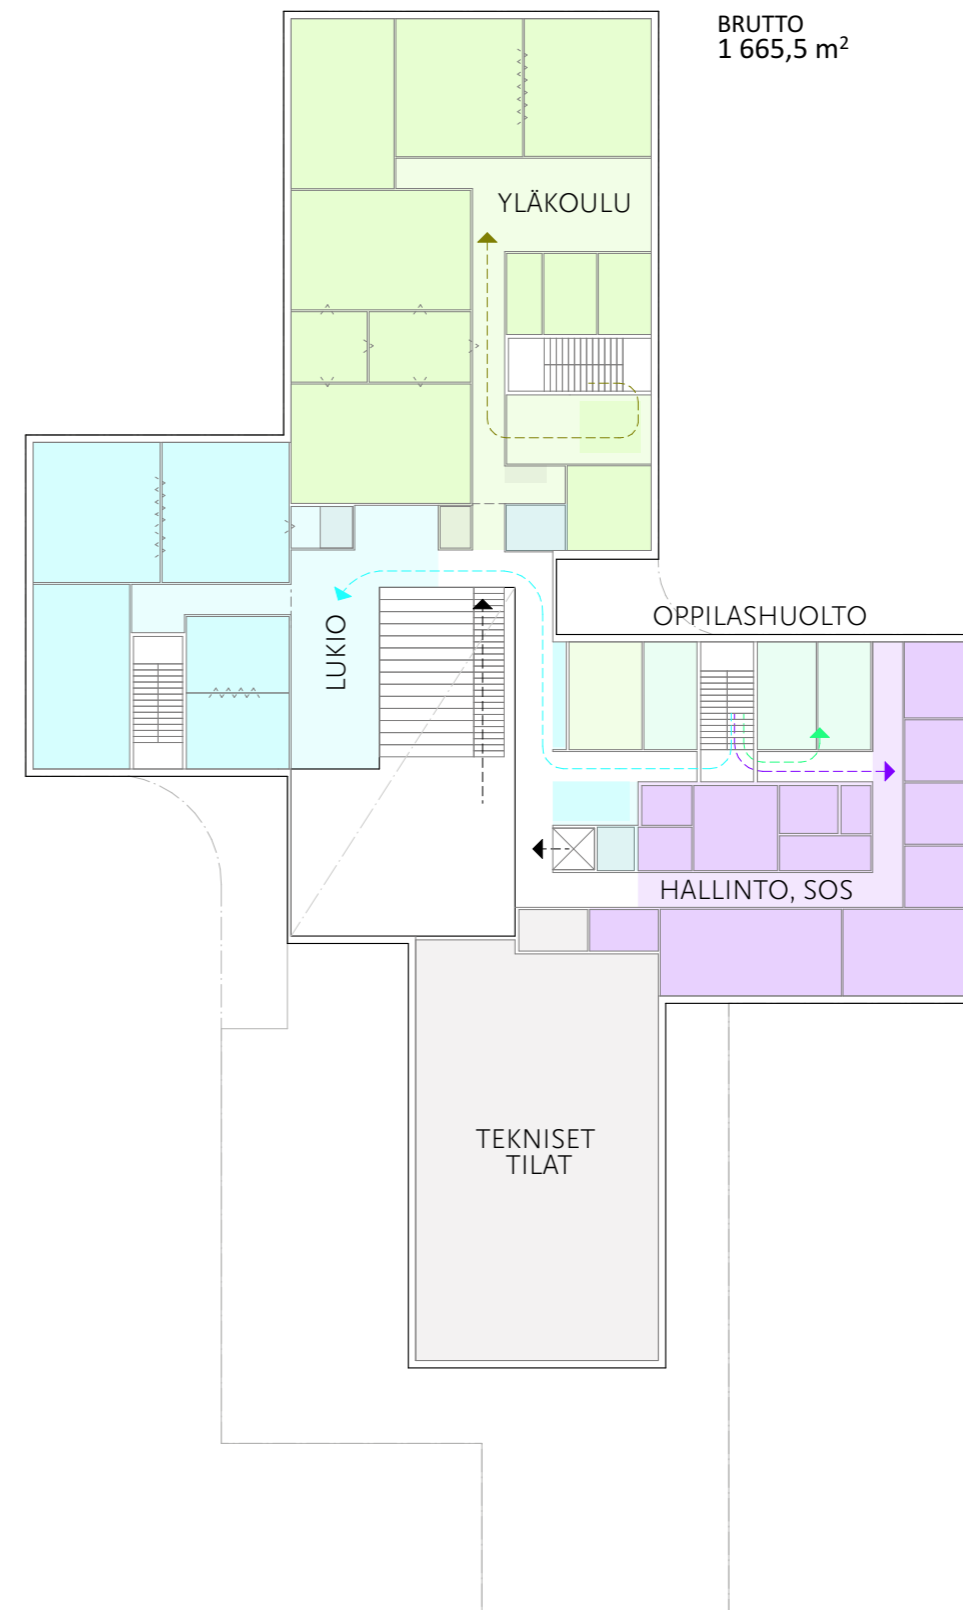 BRUTTO
1 665,5 m²
YLÄKOULU
OPPILASHUOLTO
LUKIO
HALLINTO, SOS
TEKNISET
TILAT